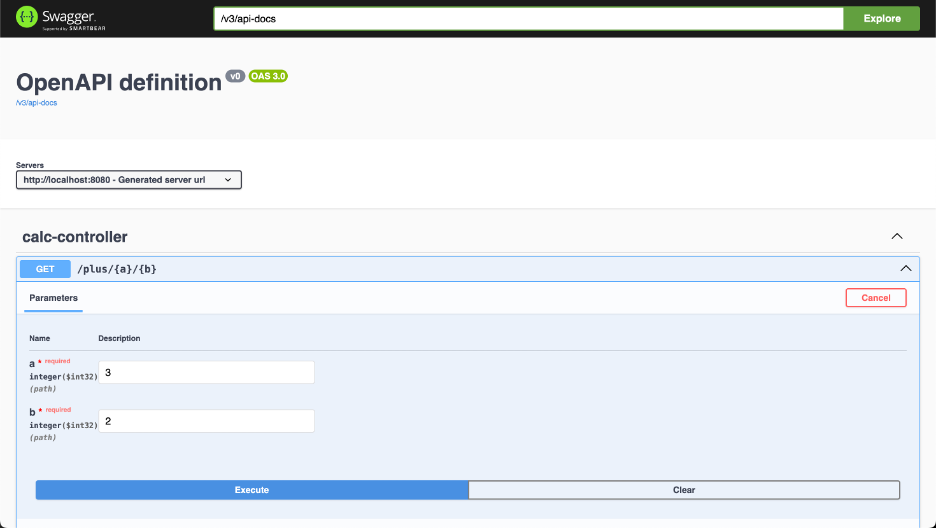 Swagger.
Supported by SMARTBEAR
/v3/api-docs
Explore
OpenAPI definition v0 OAS 3.0
/v3/api-docs
Servers
http://localhost:8080 - Generated server url
calc-controller
GET /plus/{a}/{b}
Parameters
Cancel
Name Description
a * required
integer($int32)
(path)
3
b * required
integer($int32)
(path)
2
Execute
Clear